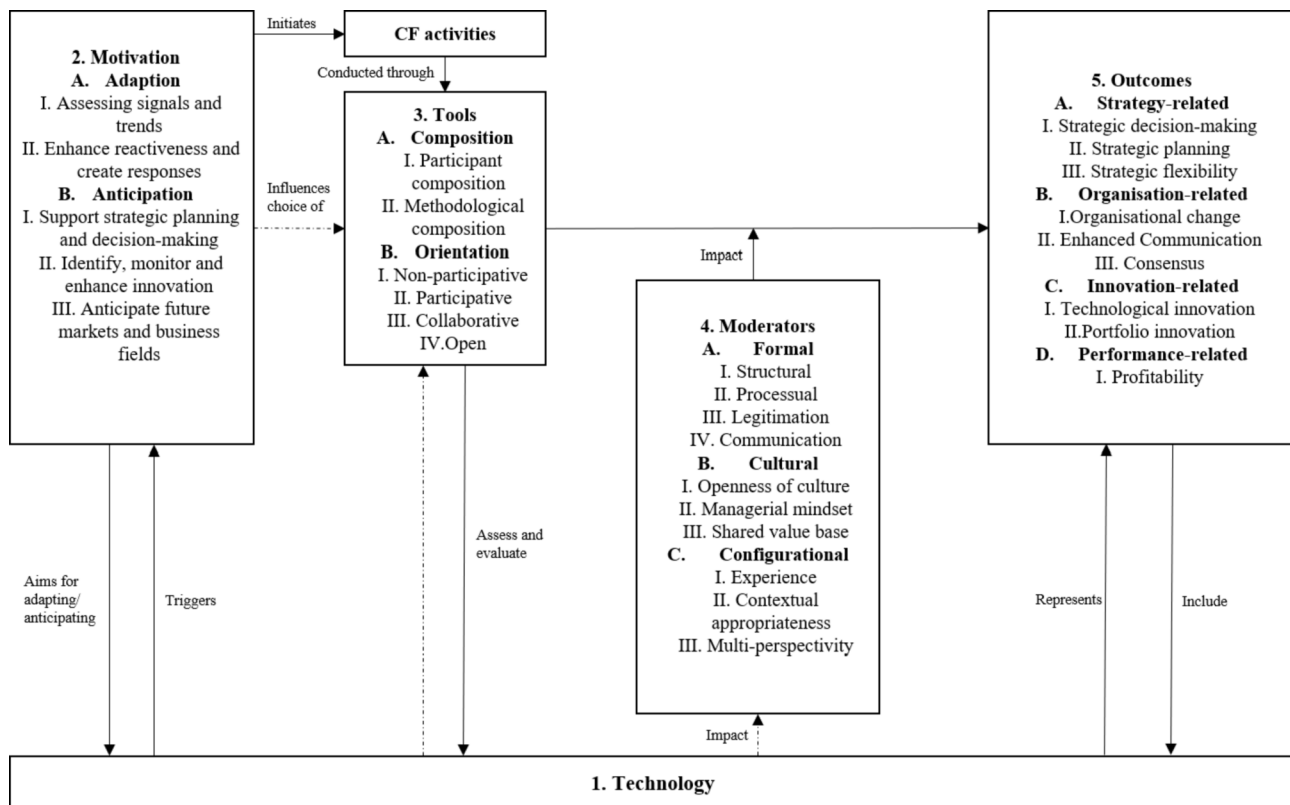 2. Motivation
A. Adaption
I. Assessing signals and
trends
II. Enhance reactiveness and
create responses
B. Anticipation
I. Support strategic planning
and decision-making
II. Identify, monitor and
enhance innovation
III. Anticipate future
markets and business
fields
Initiates
CF activities
Conducted through
Influences
choice of
3. Tools
A. Composition
I. Participant
composition
II. Methodological
composition
B. Orientation
I. Non-participative
II. Participative
III. Collaborative
IV.Open
Impact
4. Moderators
A. Formal
I. Structural
II. Processual
III. Legitimation
IV. Communication
B. Cultural
I. Openness of culture
II. Managerial mindset
III. Shared value base
C. Configurational
I. Experience
II. Contextual
appropriateness
III. Multi-perspectivity
5. Outcomes
A. Strategy-related
I. Strategic decision-making
II. Strategic planning
III. Strategic flexibility
B. Organisation-related
I.Organisational change
II. Enhanced Communication
III. Consensus
C. Innovation-related
I. Technological innovation
II.Portfolio innovation
D. Performance-related
I. Profitability
Aims for
adapting/
anticipating
Triggers
Assess and
evaluate
Impact
Represents
Include
1. Technology